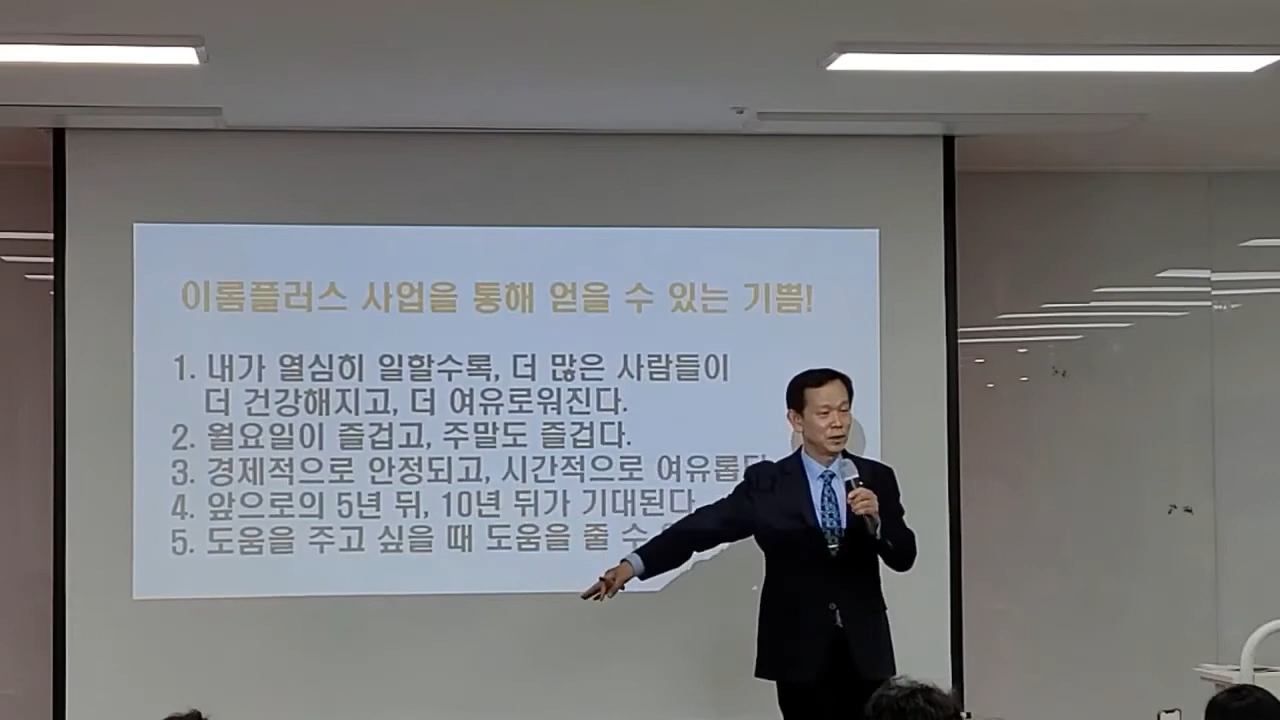 이롬플러스 사업을 통해 얻을 수 있는 기쁨!
1. 내가 열심히 일할수록, 더 많은 사람들이
더 건강해지고, 더 여유로워진다.
2. 월요일이 즐겁고, 주말도 즐겁다.
3. 경제적으로 안정되고, 시간적으로
4. 앞으로의 5년 뒤, 10년 뒤가 기대된다
5. 도움을 주고 싶을 때 도움을 줄 수